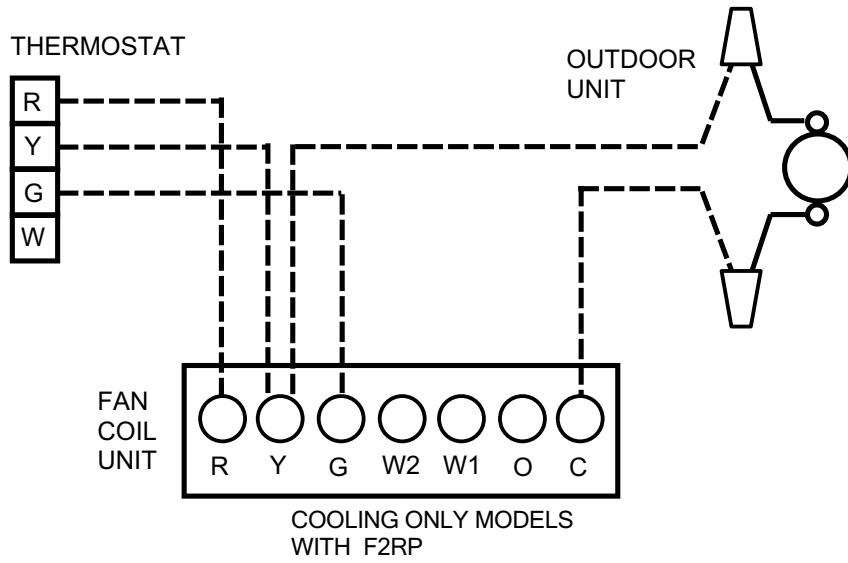 THERMOSTAT
R
Y
G
W
OUTDOOR
UNIT
FAN
COIL
UNIT
R Y G W2 W1 O C
COOLING ONLY MODELS
WITH F2RP